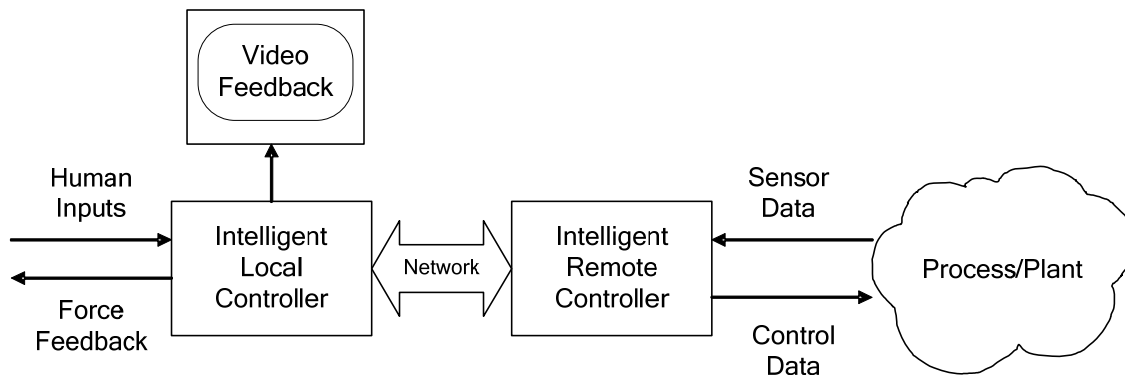 Video
Feedback
Human
Inputs
Force
Feedback
Intelligent
Local
Controller
Network
Intelligent
Remote
Controller
Sensor
Data
Control
Data
Process/Plant